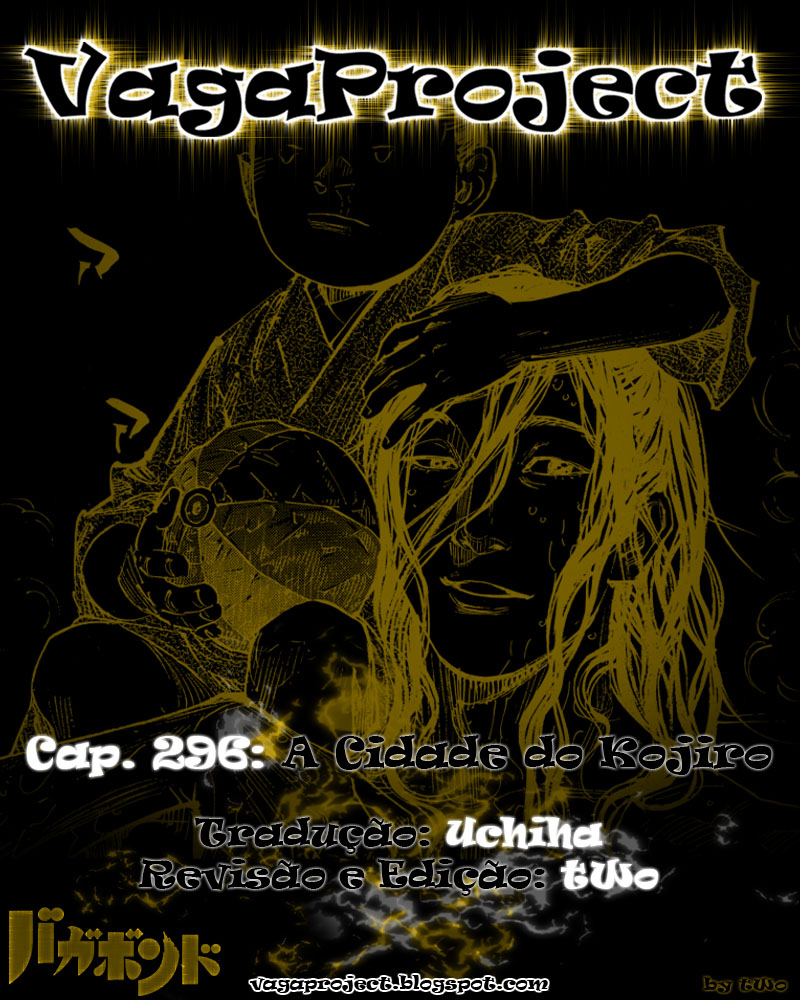 VagaProject
Cap. 296: A Cidade do Kojiro
Tradução: Uchiha
Revisão e Edição: tWo
バガボンド
vagaproject.blogspot.com
by tWo